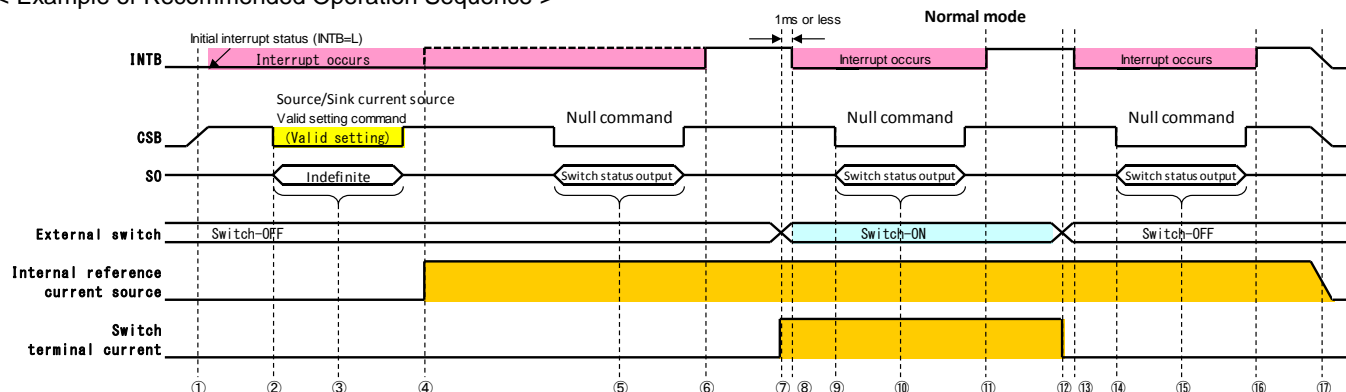 < Example of Recommended Operation Sequence >
1ms or less
Normal mode
Initial interrupt status (INTB=L)
INTB
Interrupt occurs
Interrupt occurs
Interrupt occurs
Source/Sink current source
Valid setting command
Null command
Null command
Null command
CSB
(Valid setting)
SO
Indefinite
Switch status output
Switch status output
Switch status output
External switch
Switch-OFF
Switch-ON
Switch-OFF
Internal reference
current source
Switch
terminal current
① ② ③ ④ ⑤ ⑥ ⑦ ⑧ ⑨ ⑩ ⑪ ⑫ ⑬ ⑭ ⑮ ⑯ ⑰